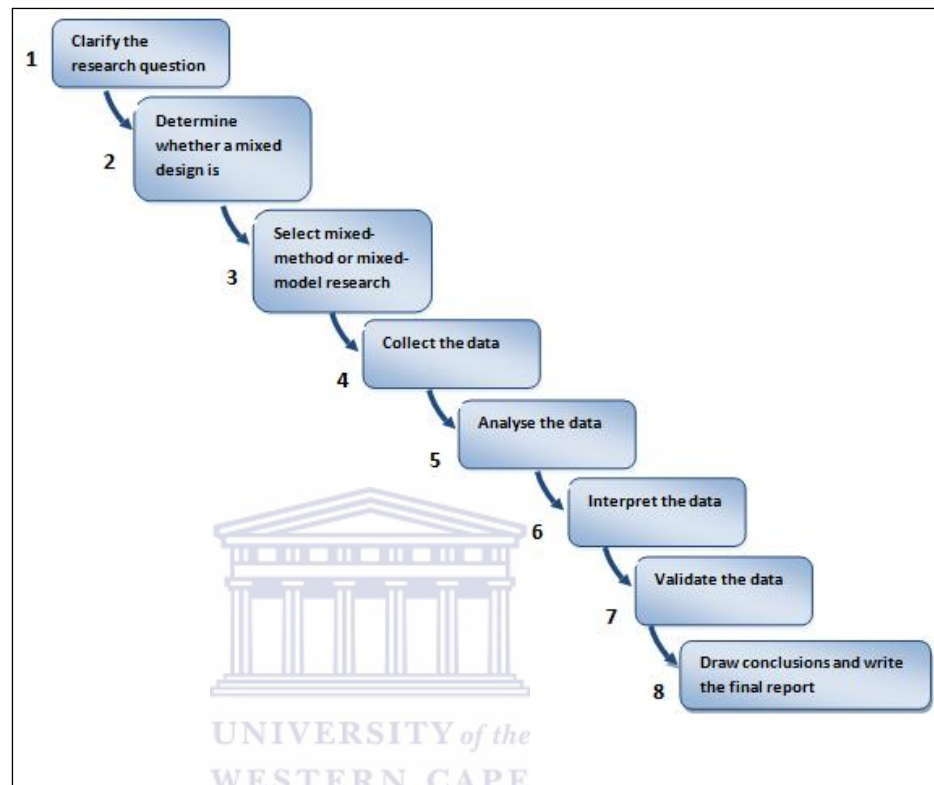 1
Clarify the
research question
2
Determine
whether a mixed
design is
3
Select mixed-
method or mixed-
model research
4
Collect the data
5
Analyse the data
6
Interpret the data
7
Validate the data
8
Draw conclusions and write
the final report
UNIVERSITY of the
WESTERN CAPE